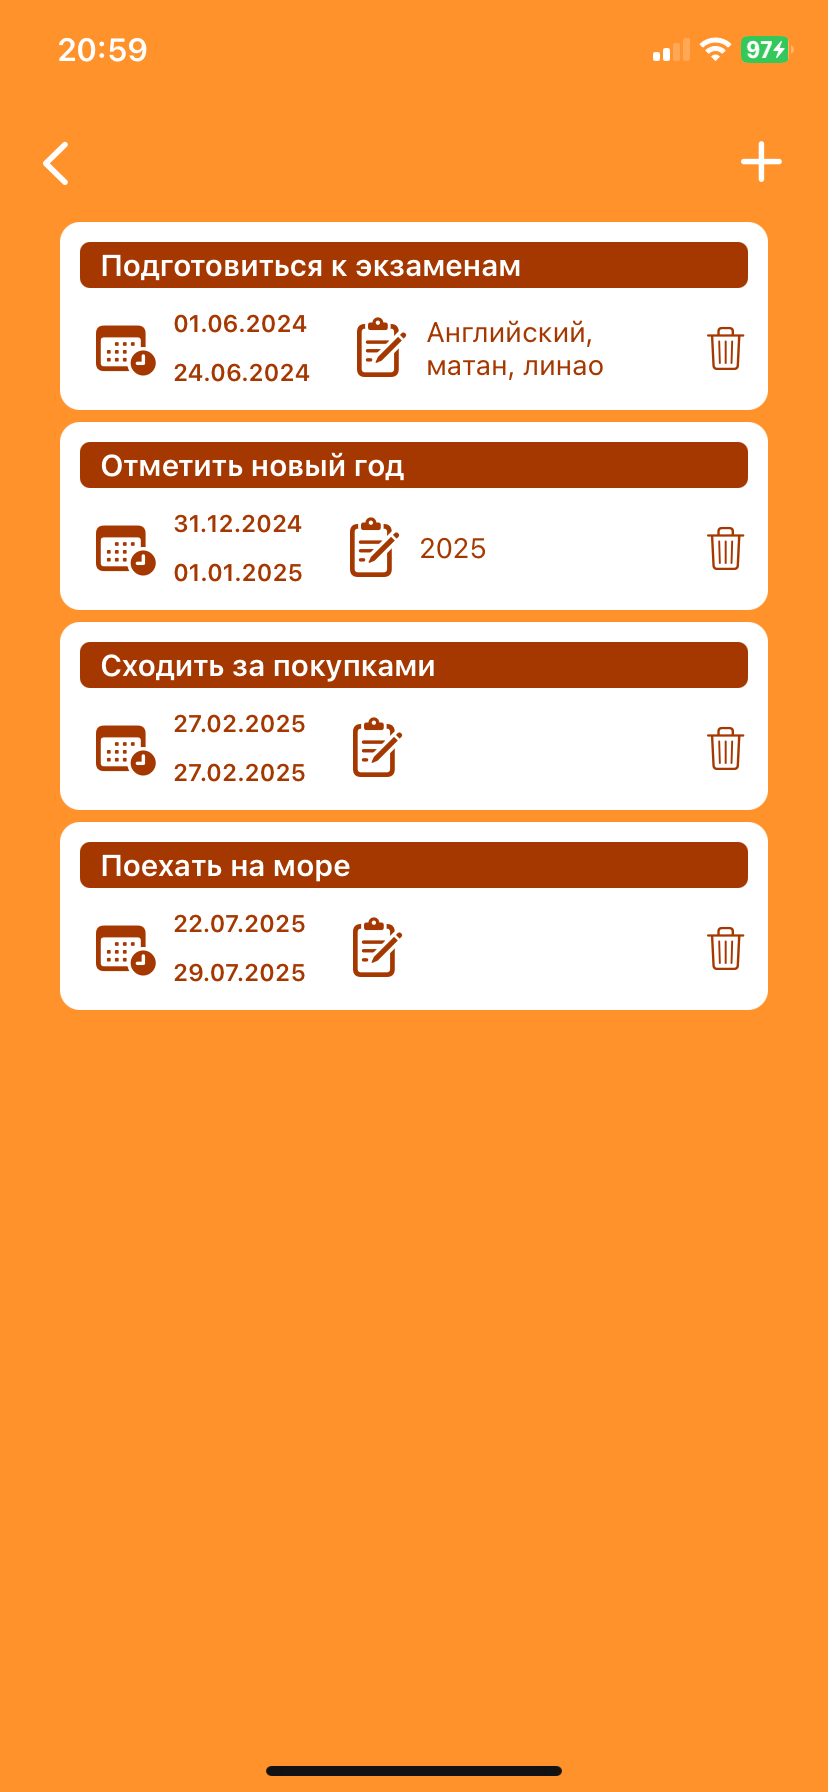 20:59
97
Подготовиться к экзаменам
01.06.2024
24.06.2024
Английский,
матан, линао
Отметить новый год
31.12.2024
01.01.2025
2025
Сходить за покупками
27.02.2025
27.02.2025
Поехать на море
22.07.2025
29.07.2025